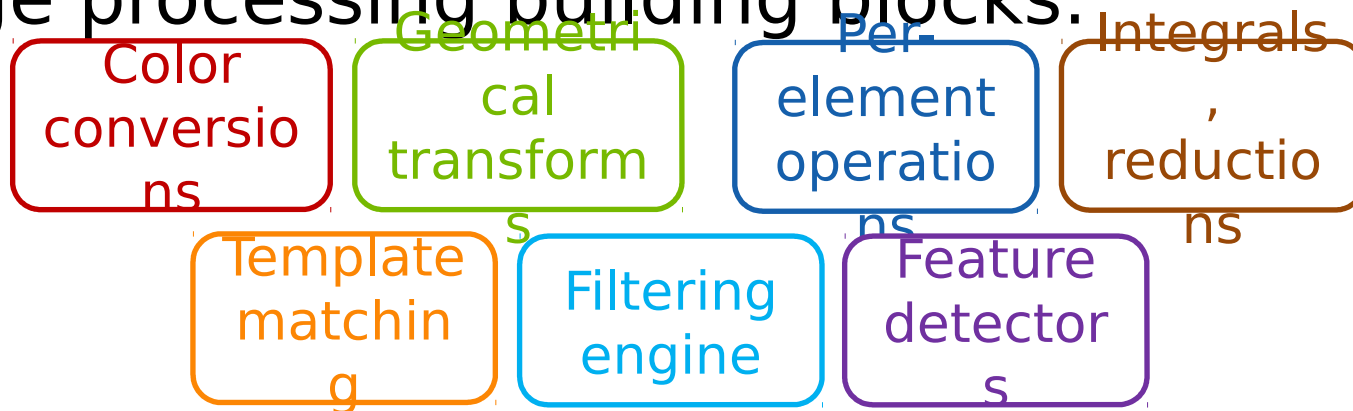 ge processing building blocks:
Color
conversio
ns
Geometri
cal
transform
s
Per-
element
operatio
ns
Integrals
,
reductio
ns
Template
matchin
g
Filtering
engine
Feature
detector
s